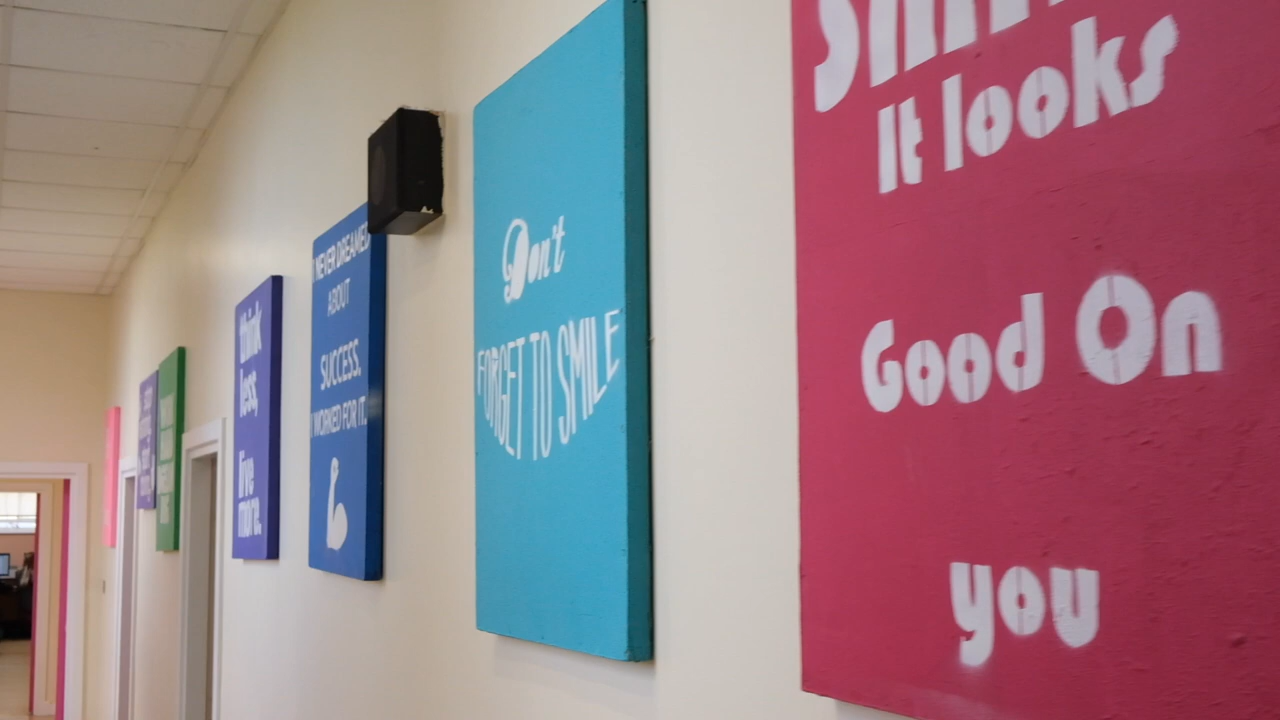 think
less,
live
more.
I NEVER DREAMED
ABOUT
SUCCESS.
I WORKED FOR IT.
Don't
FORGET TO SMILE
It looks
Good On
you